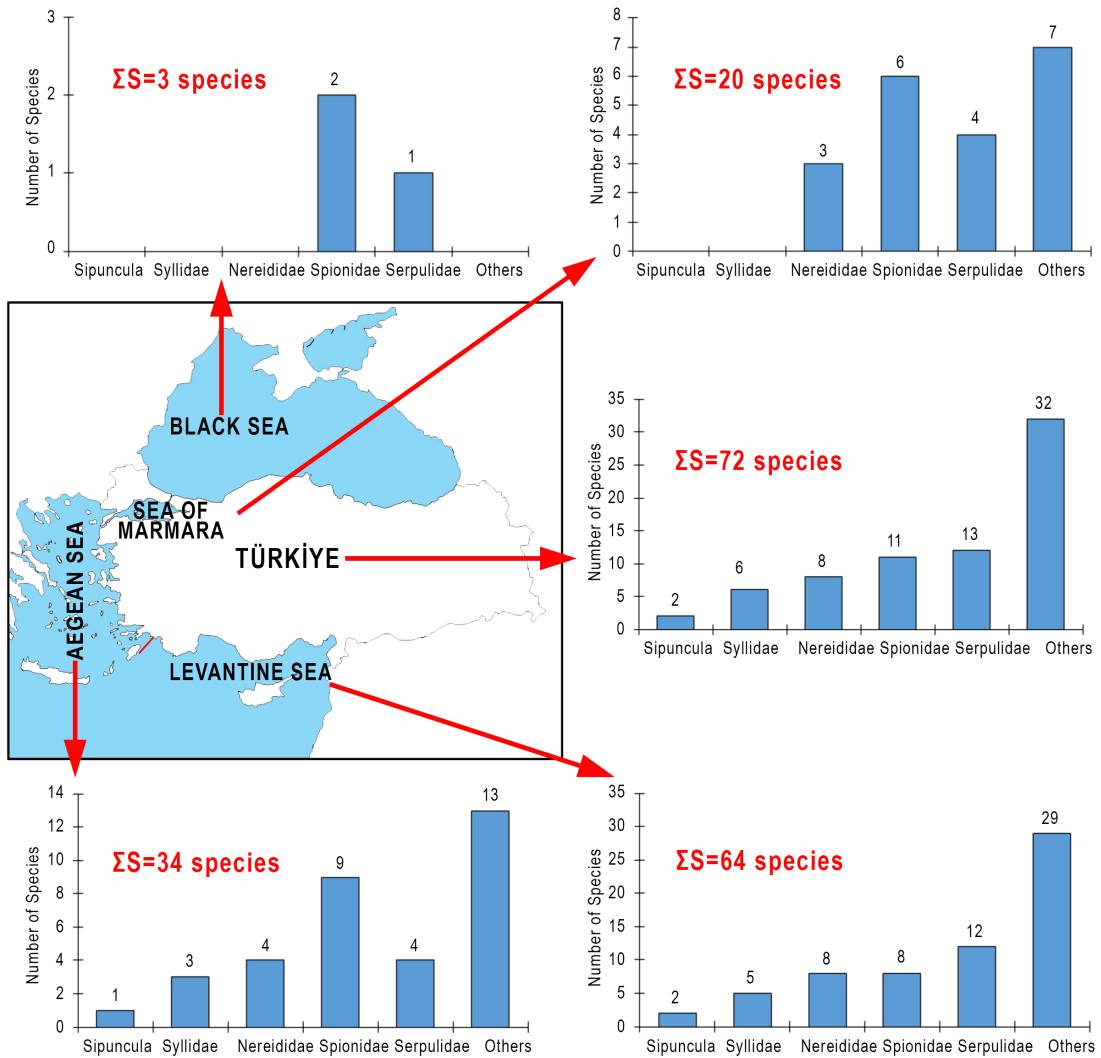 3
2
1
0
Number of Species
ΣS=3 species
2
1
Sipuncula Syllidae Nereididae Spionidae Serpulidae Others
8
7
6
5
4
3
2
1
0
Number of Species
ΣS=20 species
3
6
4
7
Sipuncula Syllidae Nereididae Spionidae Serpulidae Others
BLACK SEA
SEA OF
MARMARA
AEGEAN SEA
TÜRKİYE
LEVANTINE SEA
35
30
25
20
15
10
5
0
Number of Species
ΣS=72 species
2
6
8
11
13
32
Sipuncula Syllidae Nereididae Spionidae Serpulidae Others
14
12
10
8
6
4
2
0
Number of Species
ΣS=34 species
1
3
4
9
4
13
Sipuncula Syllidae Nereididae Spionidae Serpulidae Others
35
30
25
20
15
10
5
0
Number of Species
ΣS=64 species
2
5
8
8
12
29
Sipuncula Syllidae Nereididae Spionidae Serpulidae Others